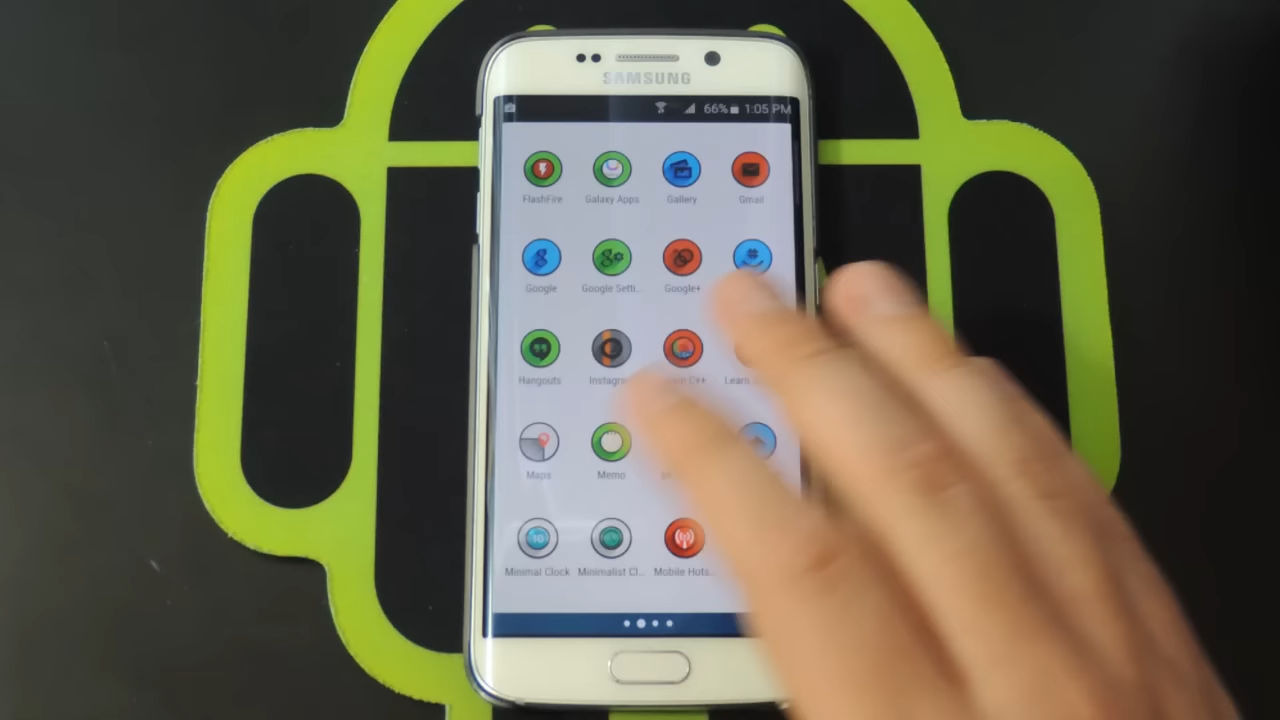 SAMSUNG
66% 1:05 PM
FlashFire Galaxy Apps Gallery Gmail
Google Google Setti... Google+
Hangouts Learn
Maps Memo
Minimal Clock Minimalist Cl... Mobile Hots...